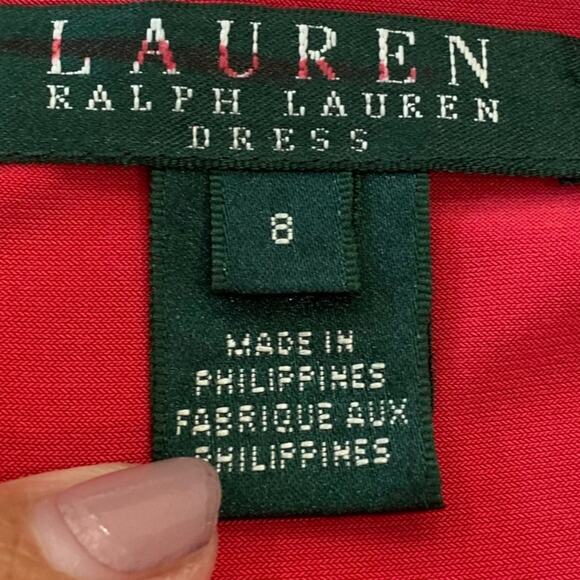 LAUREN
RALPH LAUREN
DRESS
8
MADE IN
PHILIPPINES
FABRIQUE AUX
PHILIPPINES